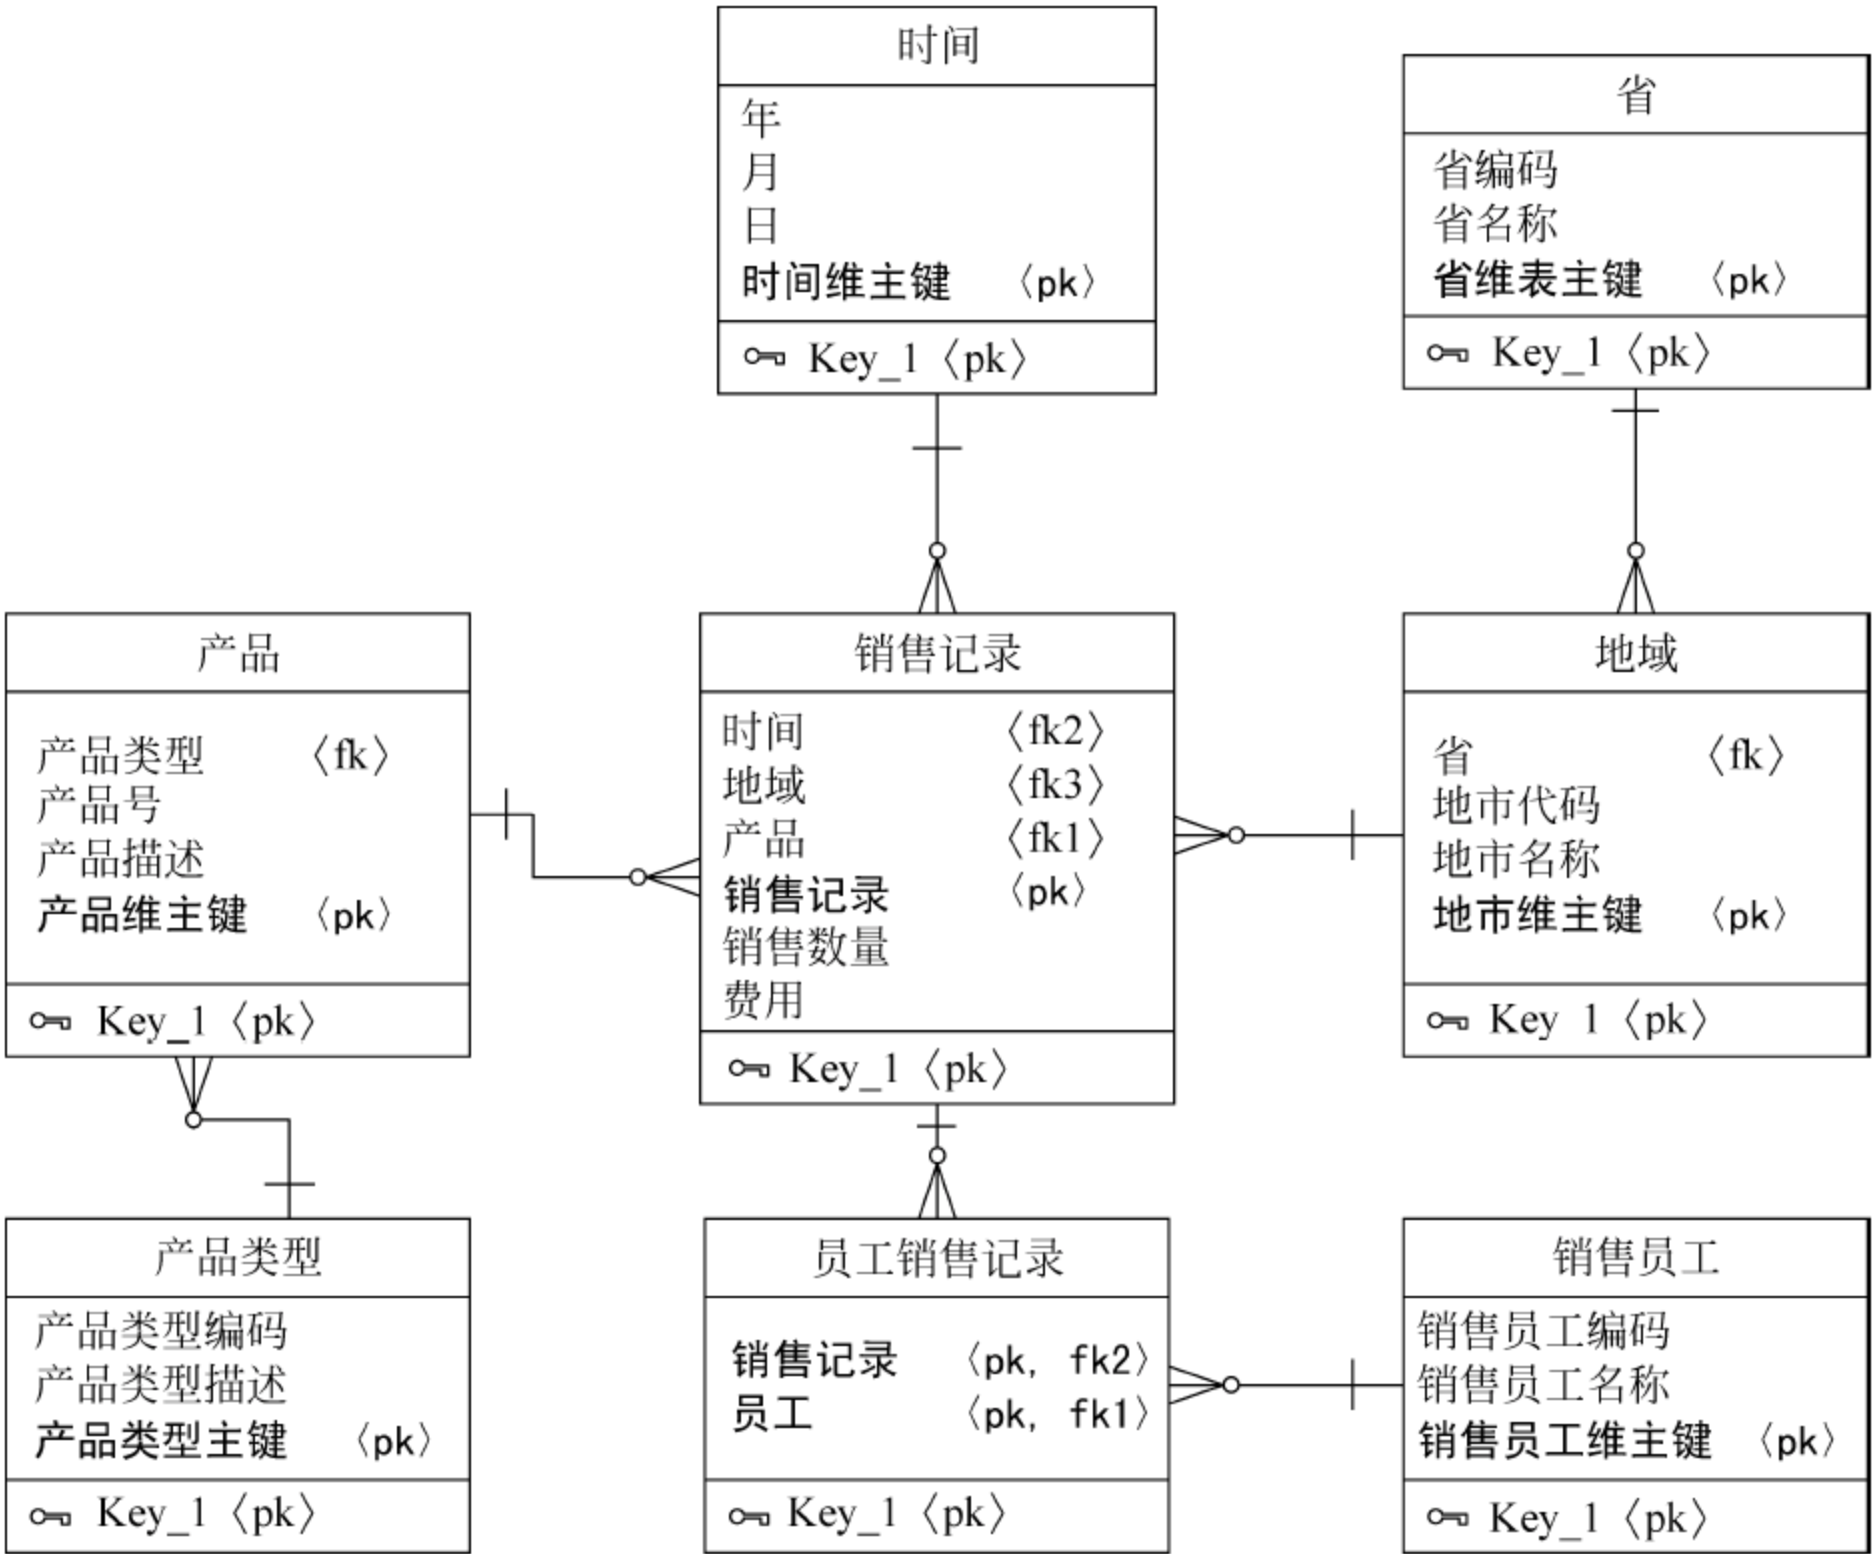 时间
年
月
日
时间维主键 〈pk〉
Key_1〈pk〉
省
省编码
省名称
省维表主键 〈pk〉
Key_1〈pk〉
产品
产品类型 〈fk〉
产品号
产品描述
产品维主键 〈pk〉
Key_1〈pk〉
销售记录
时间 〈fk2〉
地域 〈fk3〉
产品 〈fk1〉
销售记录 〈pk〉
销售数量
费用
Key_1〈pk〉
地域
省 〈fk〉
地市代码
地市名称
地市维主键 〈pk〉
Key 1〈pk〉
产品类型
产品类型编码
产品类型描述
产品类型主键 〈pk〉
Key_1〈pk〉
员工销售记录
销售记录 〈pk, fk2〉
员工 〈pk, fk1〉
Key_1〈pk〉
销售员工
销售员工编码
销售员工名称
销售员工维主键 〈pk〉
Key_1〈pk〉